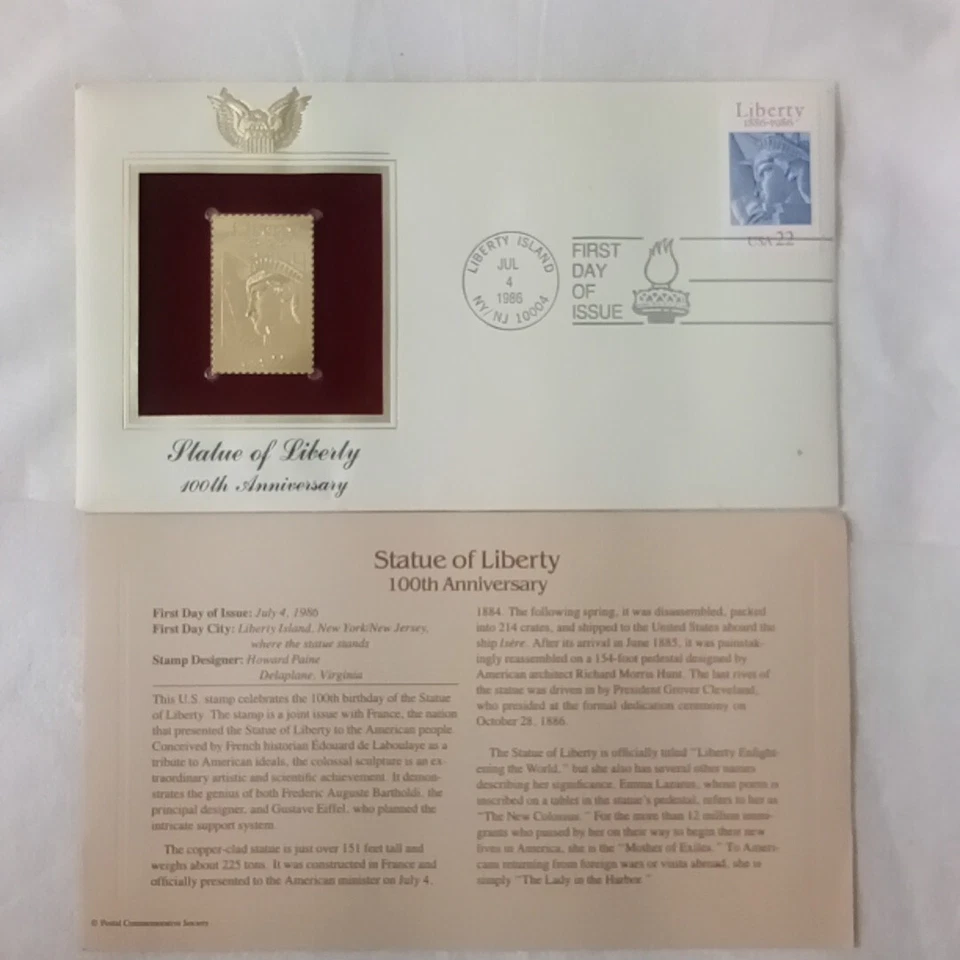 Liberty
1886-1986
USA 22
LIBERTY ISLAND
JUL
4
1986
NY/NJ 10004
FIRST
DAY
OF
ISSUE
Statue of Liberty
100th Anniversary
Statue of Liberty
100th Anniversary
First Day of Issue: July 4, 1986
First Day City: Liberty Island, New York/New Jersey,
where the statue stands
Stamp Designer: Howard Paine
Delaplane, Virginia
This U.S. stamp celebrates the 100th birthday of the Statue
of Liberty. The stamp is a joint issue with France, the nation
that presented the Statue of Liberty to the American people.
Conceived by French historian Édouard de Laboulaye as a
tribute to American ideals, the colossal sculpture is an ex-
traordinary artistic and scientific achievement. It demon-
strates the genius of both Frederic Auguste Bartholdi, the
principal designer, and Gustave Eiffel, who planned the
intricate support system.
The copper-clad statue is just over 151 feet tall and
weighs about 225 tons. It was constructed in France and
officially presented to the American minister on July 4,
1884. The following spring, it was disassembled, packed
into 214 crates, and shipped to the United States aboard the
ship Isère. After its arrival in June 1885, it was painstak-
ingly reassembled on a 154-foot pedestal designed by
American architect Richard Morris Hunt. The last rivet of
the statue was driven in by President Grover Cleveland,
who presided at the formal dedication ceremony on
October 28, 1886.
The Statue of Liberty is officially titled "Liberty Enlight-
ening the World," but she also has several other names
describing her significance. Emma Lazarus, whose poem is
inscribed on a tablet in the statue's pedestal, refers to her as
"The New Colossus." For the more than 12 million immi-
grants who passed by her on their way to begin their new
lives in America, she is the "Mother of Exiles." To Ameri-
cans returning from foreign wars or visits abroad, she is
simply "The Lady in the Harbor."
© Postal Commemorative Society